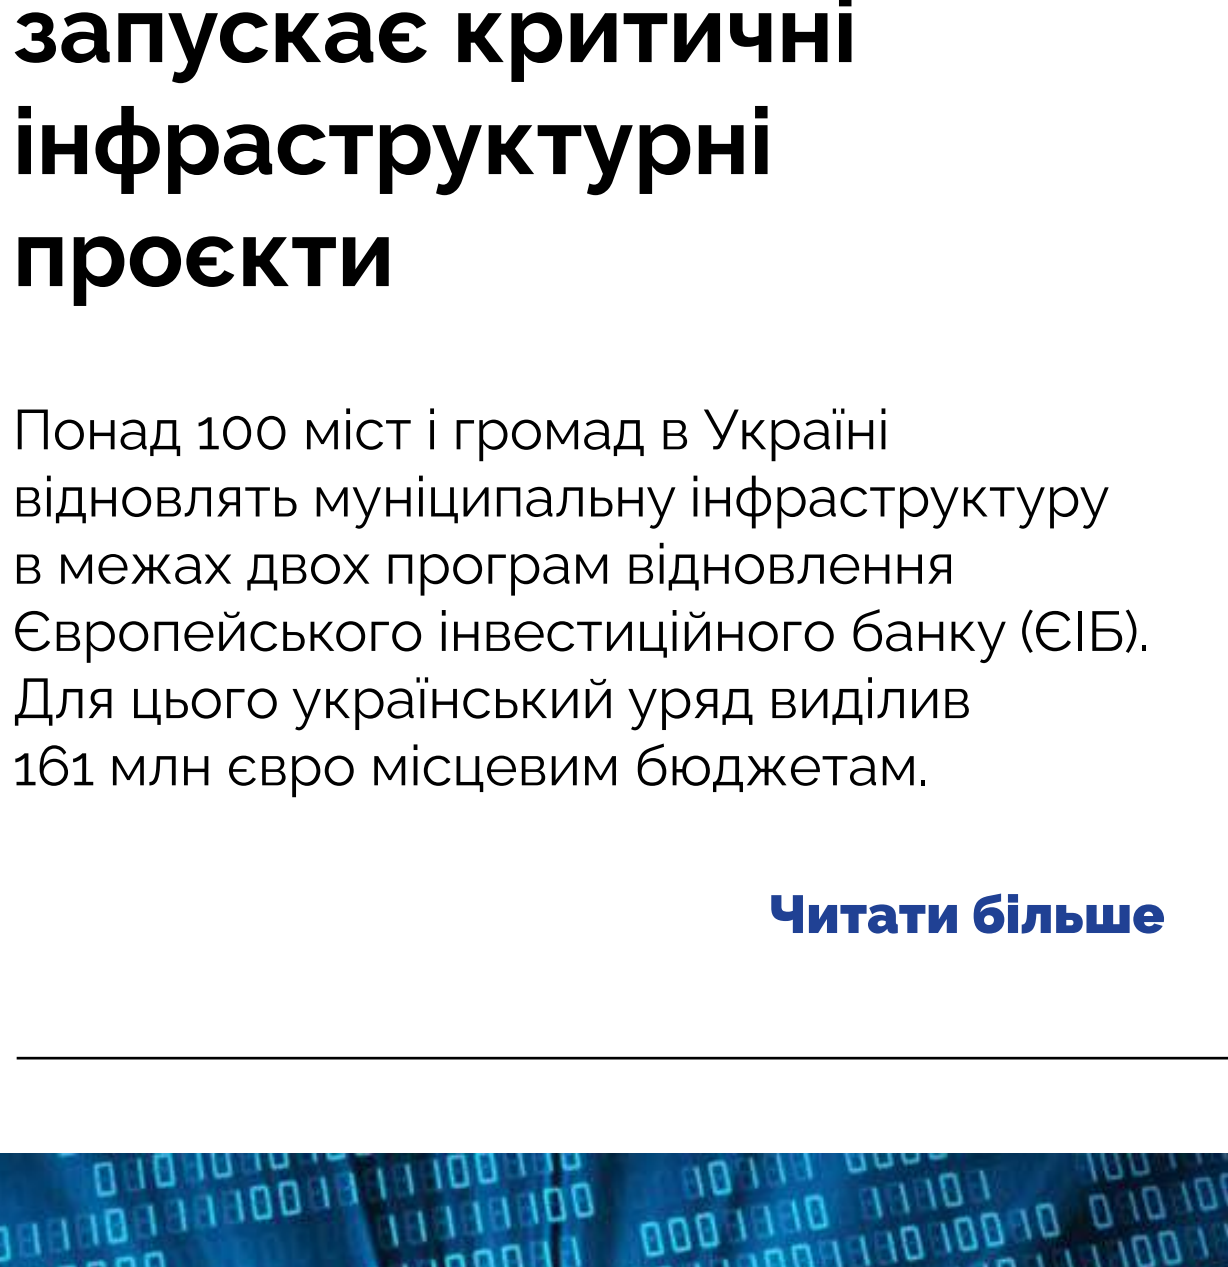 запускає критичні
інфраструктурні
проєкти
Понад 100 міст і громад в Україні
відновлять муніципальну інфраструктуру
в межах двох програм відновлення
Європейського інвестиційного банку (ЄІБ).
Для цього український уряд виділив
161 млн євро місцевим бюджетам.
Читати більше